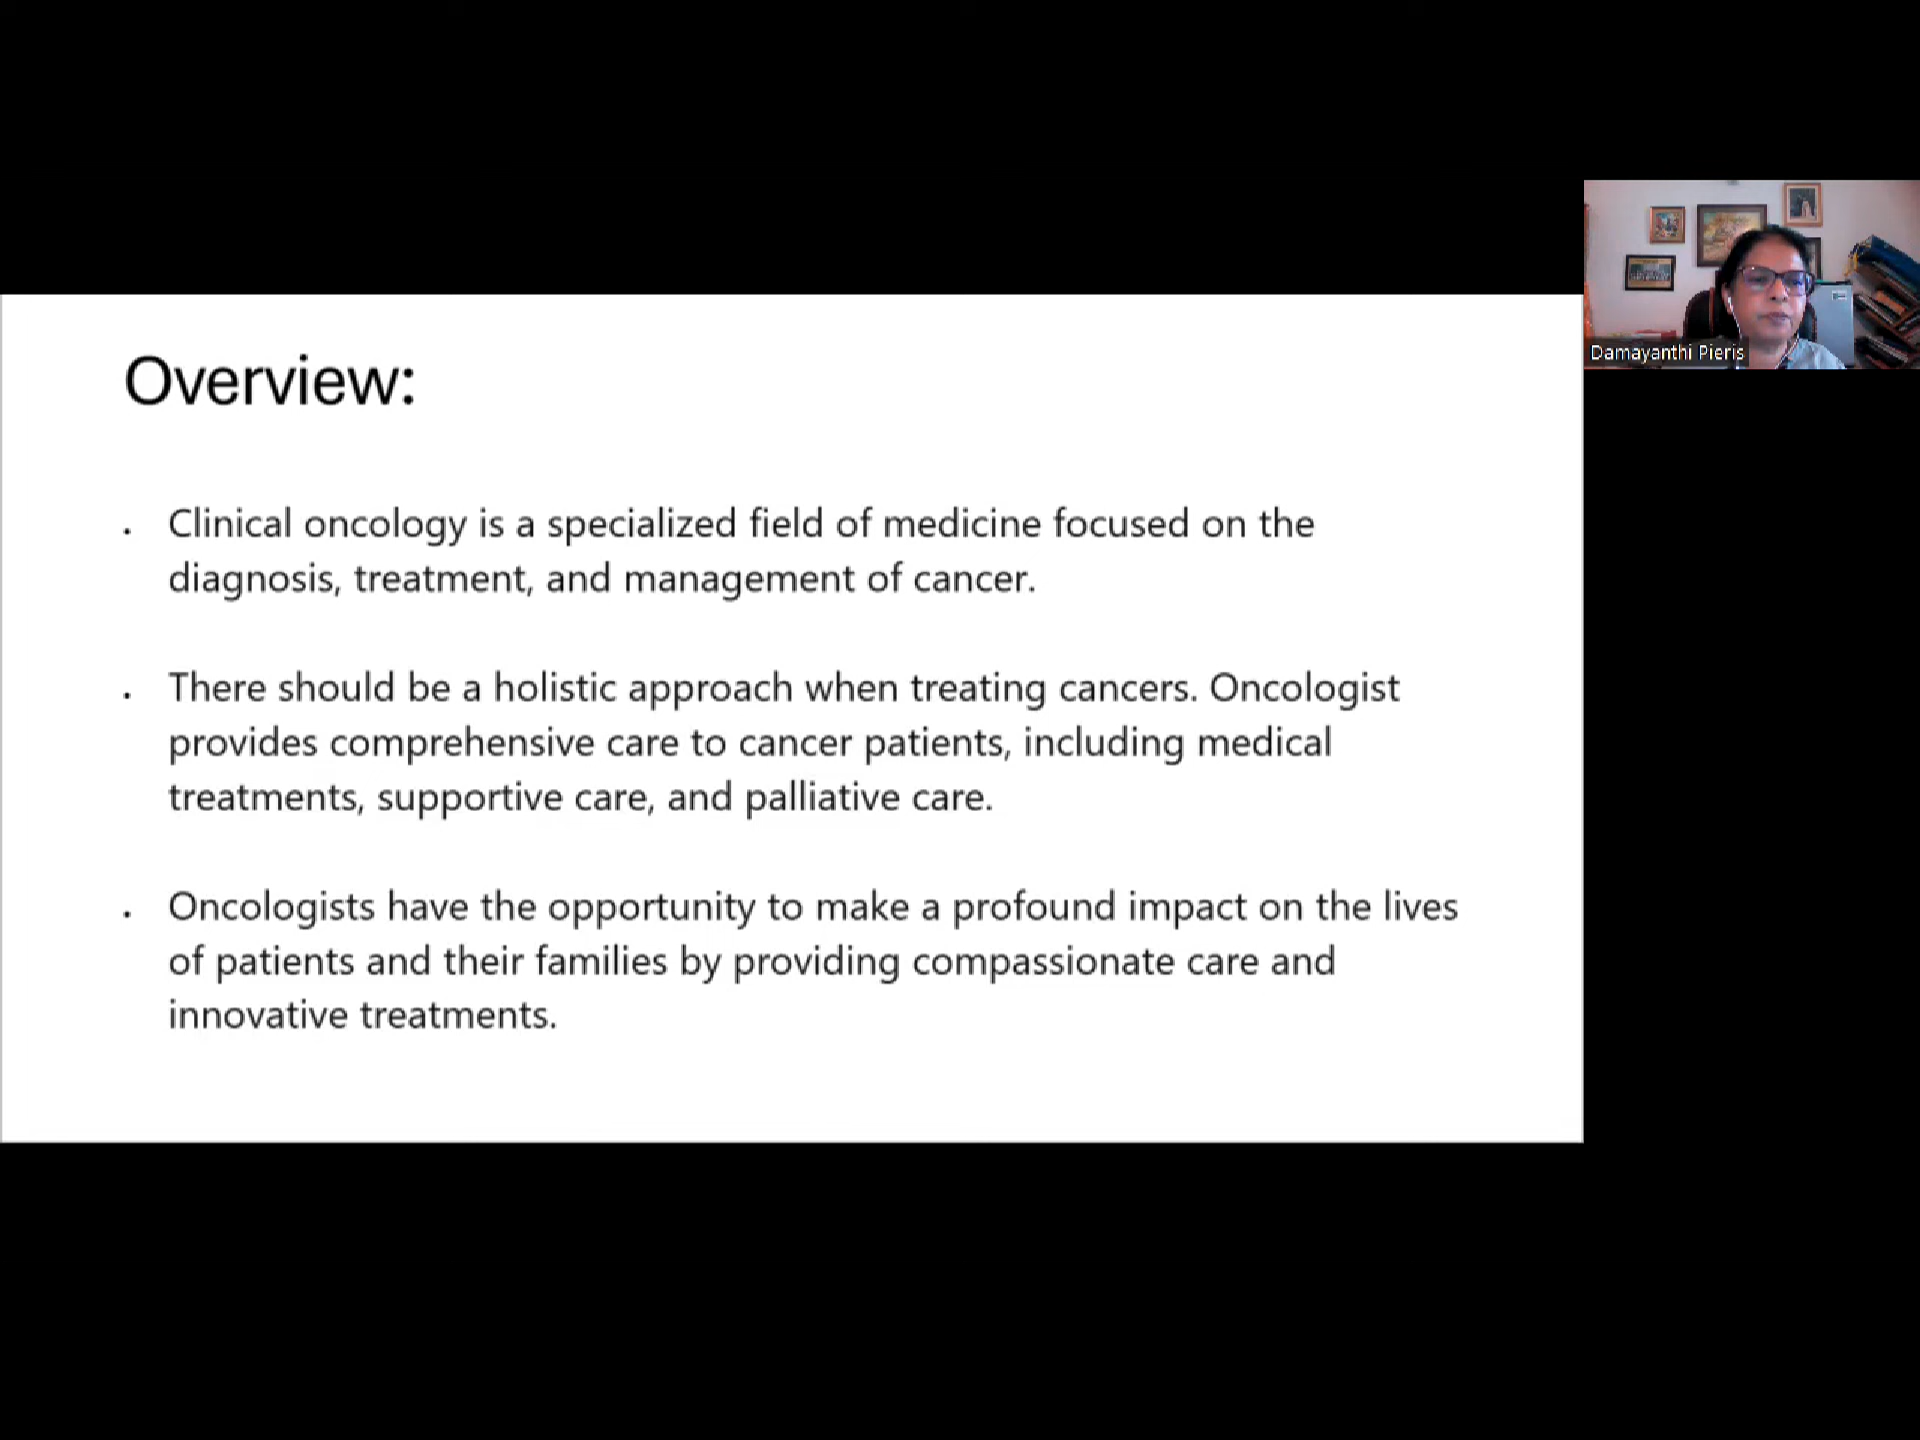 Overview:
• Clinical oncology is a specialized field of medicine focused on the
diagnosis, treatment, and management of cancer.
• There should be a holistic approach when treating cancers. Oncologist
provides comprehensive care to cancer patients, including medical
treatments, supportive care, and palliative care.
• Oncologists have the opportunity to make a profound impact on the lives
of patients and their families by providing compassionate care and
innovative treatments.
Damayanthi Pieris